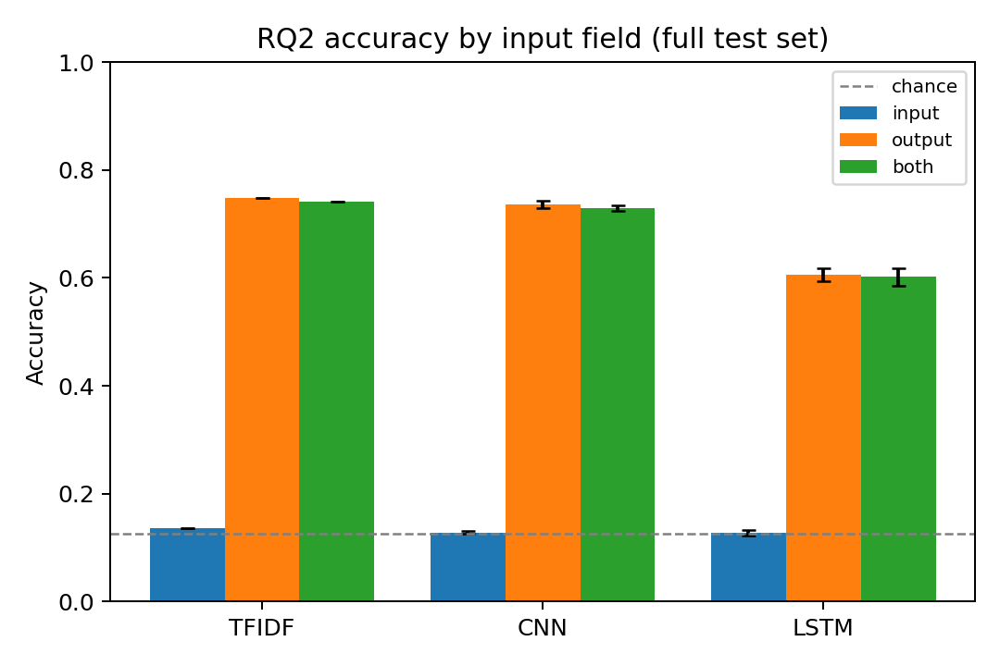 RQ2 accuracy by input field (full test set)
1.0
0.8
0.6
0.4
0.2
0.0
Accuracy
chance
input
output
both
TFIDF
CNN
LSTM